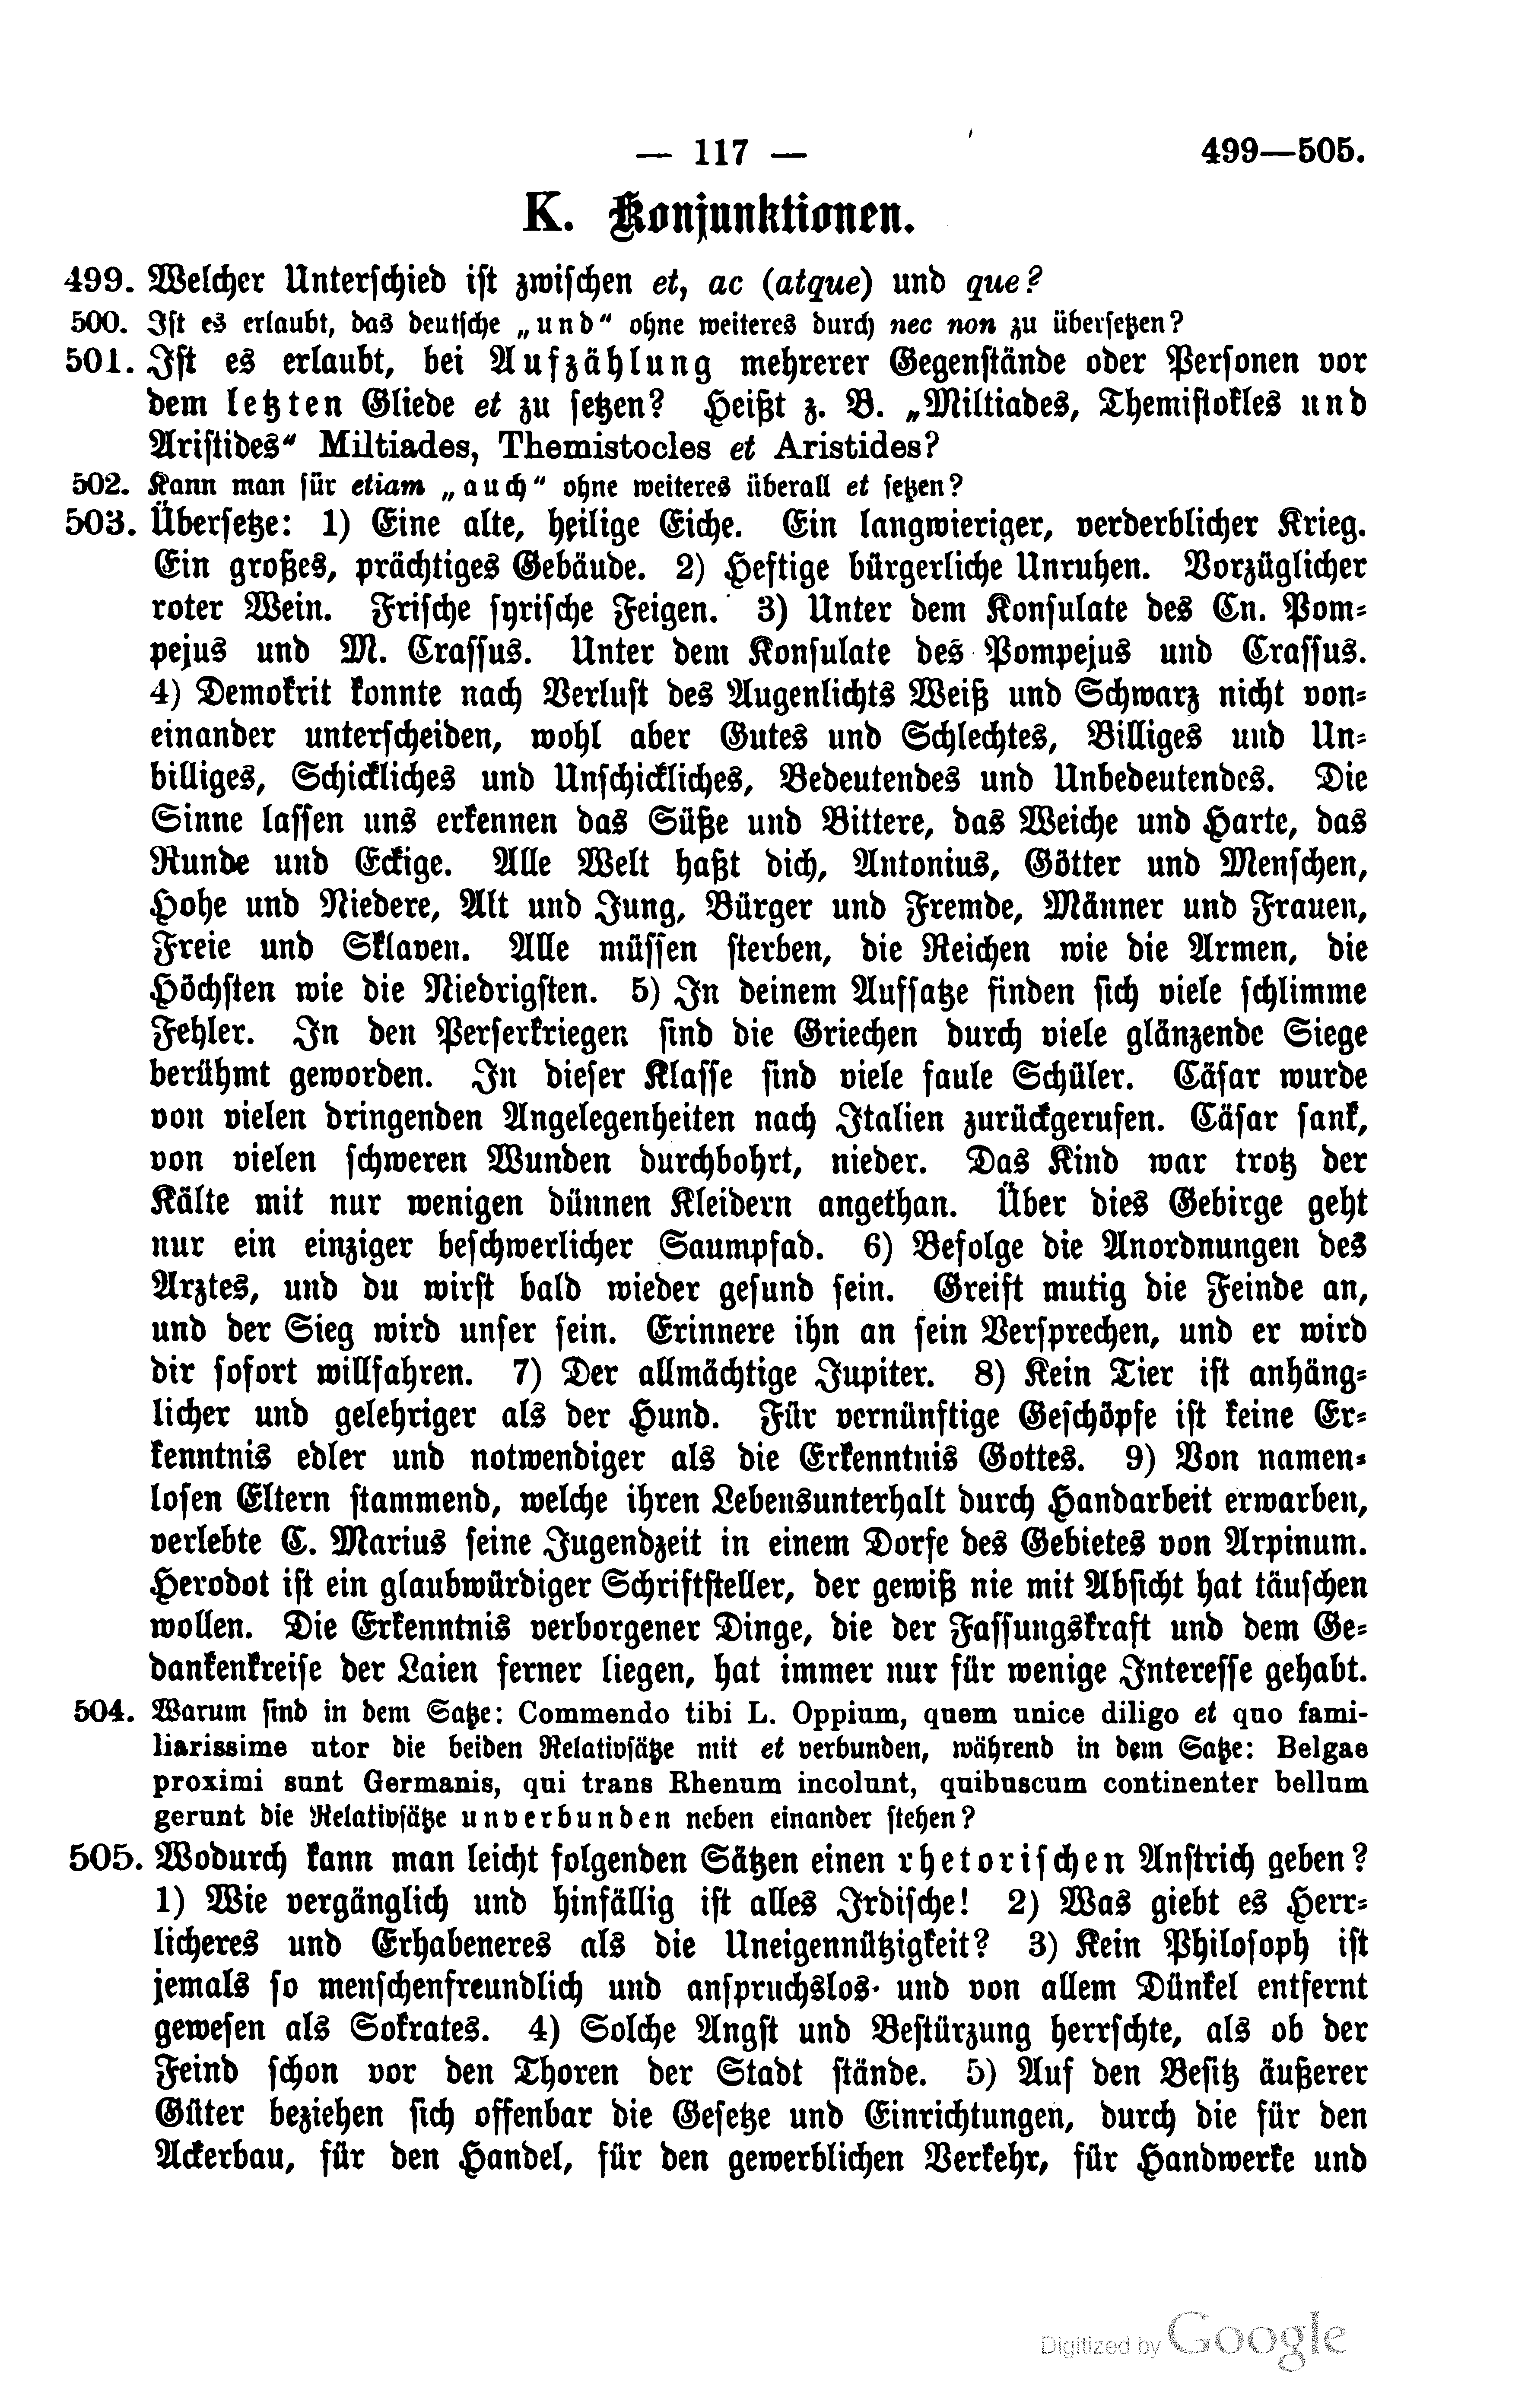 — 117 — 499—505.
K. Konjunktionen.
499. Welcher Unterschied ist zwischen et, ac (atque) und que?
500. Ist es erlaubt, das deutsche „und“ ohne weiteres durch nec non zu übersetzen?
501. Ist es erlaubt, bei Aufzählung mehrerer Gegenstände oder Personen vor
dem letzten Gliede et zu setzen? Heißt z. B. „Miltiades, Themistokles und
Aristides“ Miltiades, Themistocles et Aristides?
502. Kann man für etiam „auch“ ohne weiteres überall et setzen?
503. Übersetze: 1) Eine alte, heilige Eiche. Ein langwieriger, verderblicher Krieg.
Ein großes, prächtiges Gebäude. 2) Heftige bürgerliche Unruhen. Vorzüglicher
roter Wein. Frische syrische Feigen. 3) Unter dem Konsulate des Cn. Pom-
pejus und M. Crassus. Unter dem Konsulate des Pompejus und Crassus.
4) Demokrit konnte nach Verlust des Augenlichts Weiß und Schwarz nicht von-
einander unterscheiden, wohl aber Gutes und Schlechtes, Billiges und Un-
billiges, Schickliches und Unschickliches, Bedeutendes und Unbedeutendes. Die
Sinne lassen uns erkennen das Süße und Bittere, das Weiche und Harte, das
Runde und Eckige. Alle Welt haßt dich, Antonius, Götter und Menschen,
Hohe und Niedere, Alt und Jung, Bürger und Fremde, Männer und Frauen,
Freie und Sklaven. Alle müssen sterben, die Reichen wie die Armen, die
Höchsten wie die Niedrigsten. 5) In deinem Aufsatze finden sich viele schlimme
Fehler. In den Perserkriegen sind die Griechen durch viele glänzende Siege
berühmt geworden. In dieser Klasse sind viele faule Schüler. Cäsar wurde
von vielen dringenden Angelegenheiten nach Italien zurückgerufen. Cäsar sank,
von vielen schweren Wunden durchbohrt, nieder. Das Kind war trotz der
Kälte mit nur wenigen dünnen Kleidern angethan. Über dies Gebirge geht
nur ein einziger beschwerlicher Saumpfad. 6) Befolge die Anordnungen des
Arztes, und du wirst bald wieder gesund sein. Greift mutig die Feinde an,
und der Sieg wird unser sein. Erinnere ihn an sein Versprechen, und er wird
dir sofort willfahren. 7) Der allmächtige Jupiter. 8) Kein Tier ist anhäng-
licher und gelehriger als der Hund. Für vernünftige Geschöpfe ist keine Er-
kenntnis edler und notwendiger als die Erkenntnis Gottes. 9) Von namen-
losen Eltern stammend, welche ihren Lebensunterhalt durch Handarbeit erwarben,
verlebte C. Marius seine Jugendzeit in einem Dorfe des Gebietes von Arpinum.
Herodot ist ein glaubwürdiger Schriftsteller, der gewiß nie mit Absicht hat täuschen
wollen. Die Erkenntnis verborgener Dinge, die der Fassungskraft und dem Ge-
dankenkreise der Laien ferner liegen, hat immer nur für wenige Interesse gehabt.
504. Warum sind in dem Satze: Commendo tibi L. Oppium, quem unice diligo et quo fami-
liarissime utor die beiden Relativsätze mit et verbunden, während in dem Satze: Belgae
proximi sunt Germanis, qui trans Rhenum incolunt, quibuscum continenter bellum
gerunt die Relativsätze unverbunden neben einander stehen?
505. Wodurch kann man leicht folgenden Sätzen einen rhetorischen Anstrich geben?
1) Wie vergänglich und hinfällig ist alles Irdische! 2) Was giebt es Herr-
licheres und Erhabeneres als die Uneigennützigkeit? 3) Kein Philosoph ist
jemals so menschenfreundlich und anspruchslos und von allem Dünkel entfernt
gewesen als Sokrates. 4) Solche Angst und Bestürzung herrschte, als ob der
Feind schon vor den Thoren der Stadt stände. 5) Auf den Besitz äußerer
Güter beziehen sich offenbar die Gesetze und Einrichtungen, durch die für den
Ackerbau, für den Handel, für den gewerblichen Verkehr, für Handwerke und
Digitized by Google